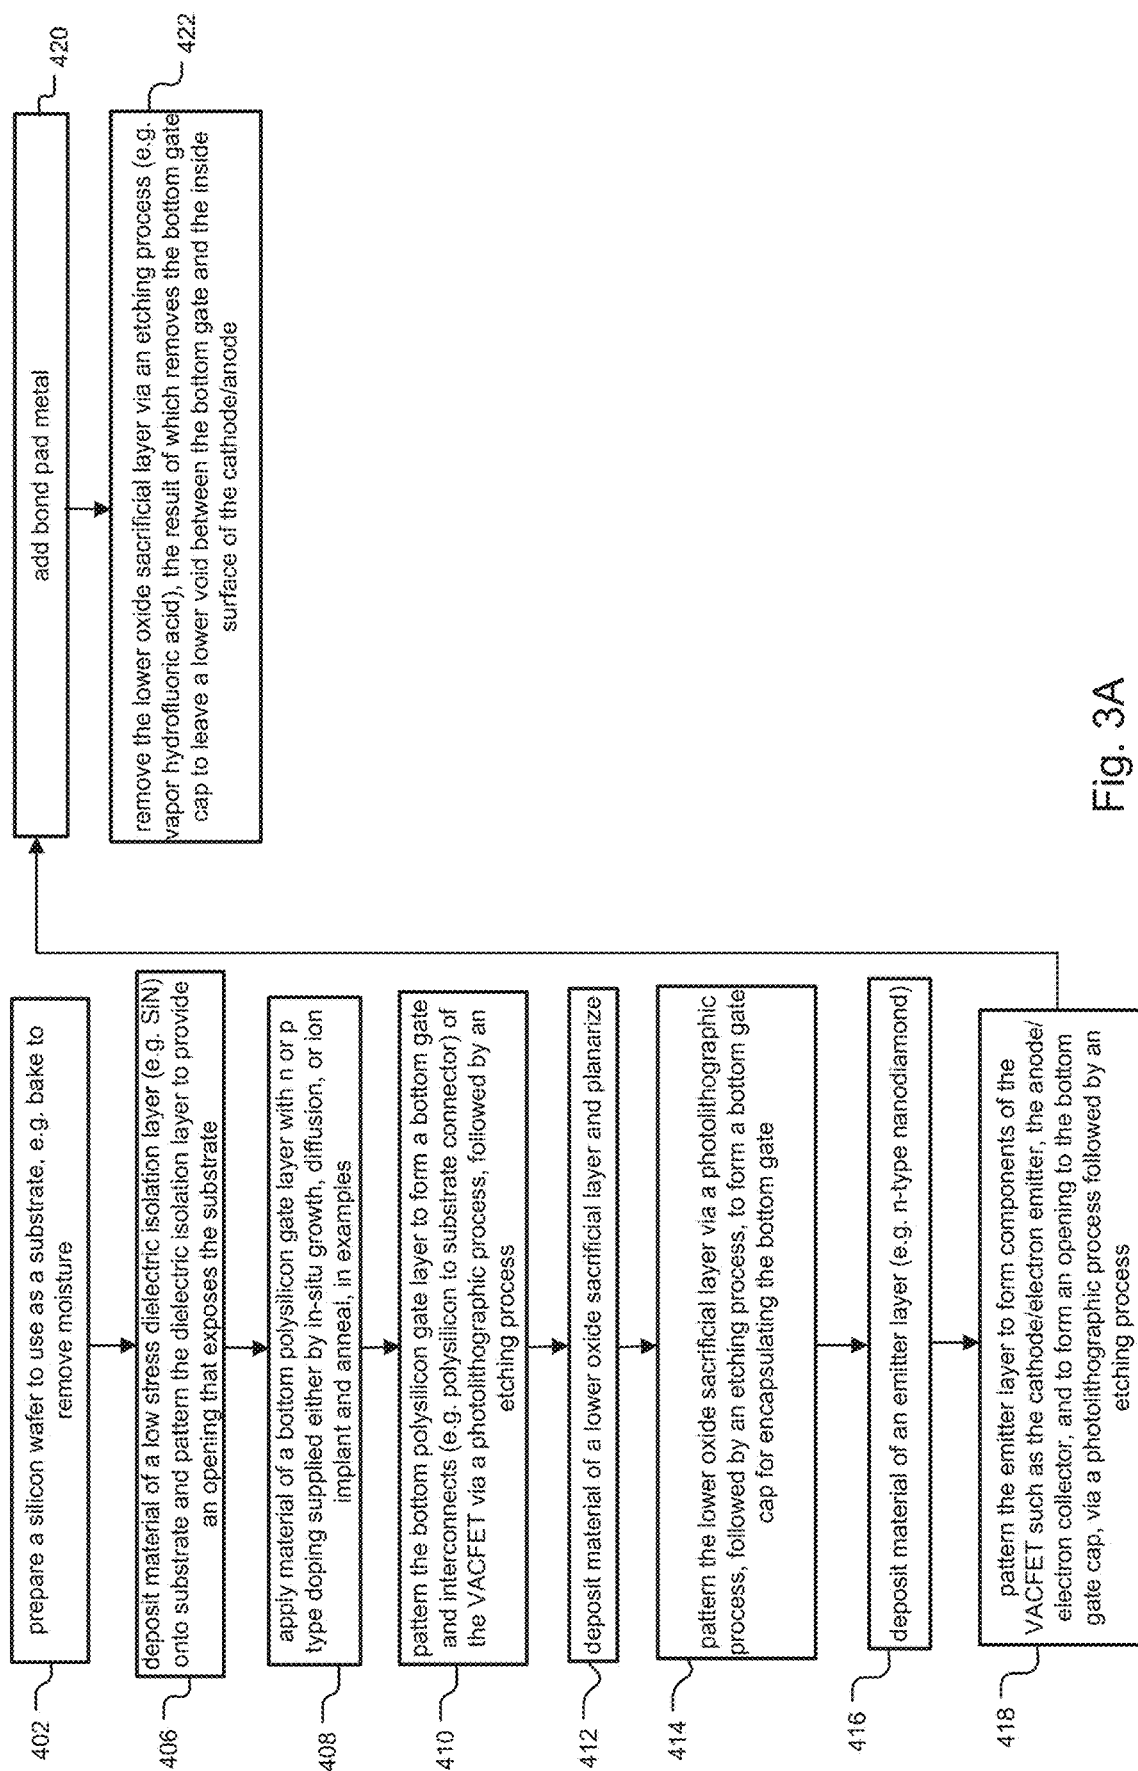 402
prepare a silicon wafer to use as a substrate, e.g. bake to
remove moisture
406
deposit material of a low stress dielectric isolation layer (e.g. SiN)
onto substrate and pattern the dielectric isolation layer to provide
an opening that exposes the substrate
408
apply material of a bottom polysilicon gate layer with n or p
type doping supplied either by in-situ growth, diffusion, or ion
implant and anneal, in examples
410
pattern the bottom polysilicon gate layer to form a bottom gate
and interconnects (e.g. polysilicon to substrate connector) of
the VACFET via a photolithographic process, followed by an
etching process
412
deposit material of a lower oxide sacrificial layer and planarize
414
pattern the lower oxide sacrificial layer via a photolithographic
process, followed by an etching process, to form a bottom gate
cap for encapsulating the bottom gate
416
deposit material of an emitter layer (e.g. n-type nanodiamond)
418
pattern the emitter layer to form components of the
VACFET such as the cathode/electron emitter, the anode/
electron collector, and to form an opening to the bottom
gate cap, via a photolithographic process followed by an
etching process
420
add bond pad metal
422
remove the lower oxide sacrificial layer via an etching process (e.g.
vapor hydrofluoric acid), the result of which removes the bottom gate
cap to leave a lower void between the bottom gate and the inside
surface of the cathode/anode
Fig. 3A